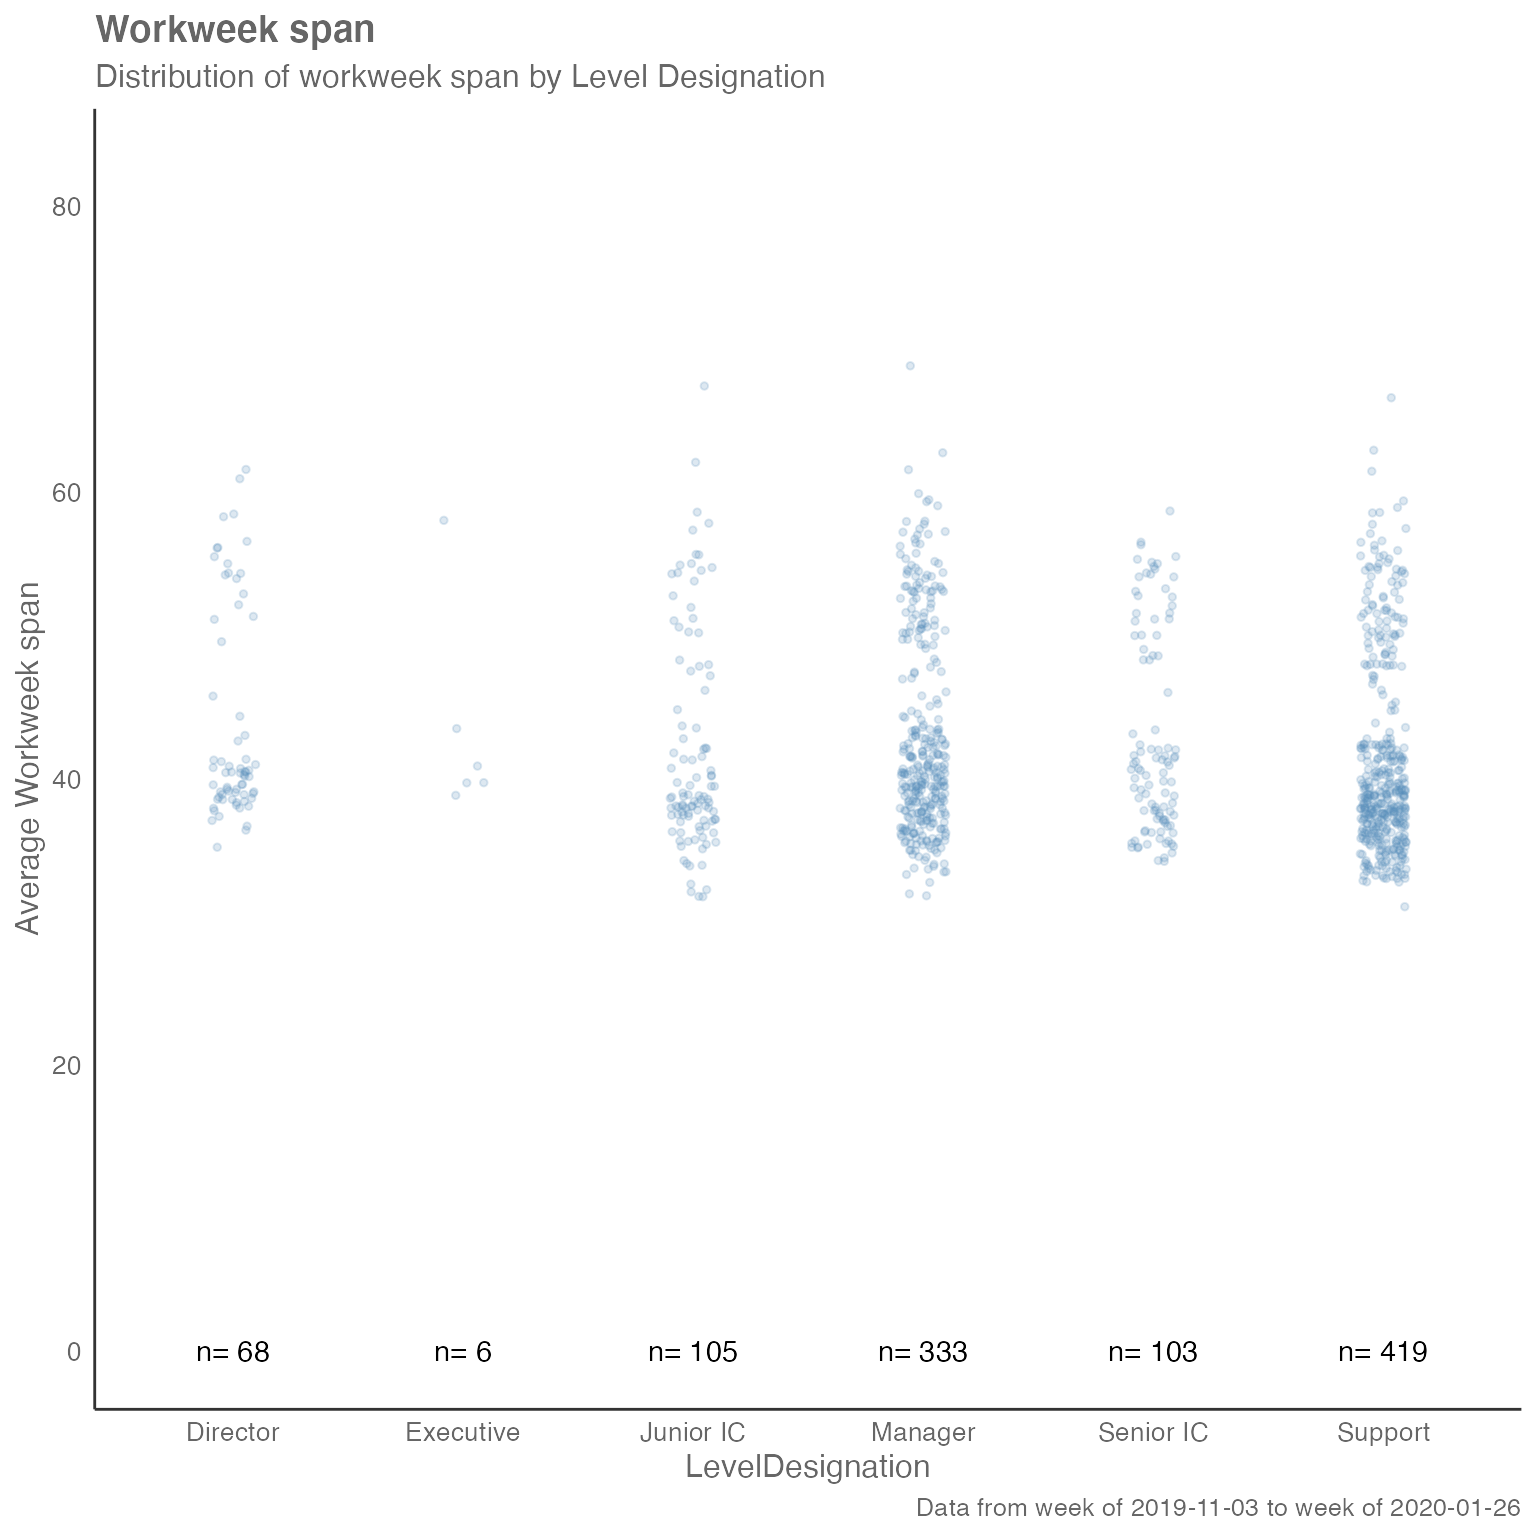 Workweek span
Distribution of workweek span by Level Designation
Average Workweek span
80
60
40
20
0
n= 68 n= 6 n= 105 n= 333 n= 103 n= 419
Director Executive Junior IC Manager Senior IC Support
LevelDesignation
Data from week of 2019-11-03 to week of 2020-01-26